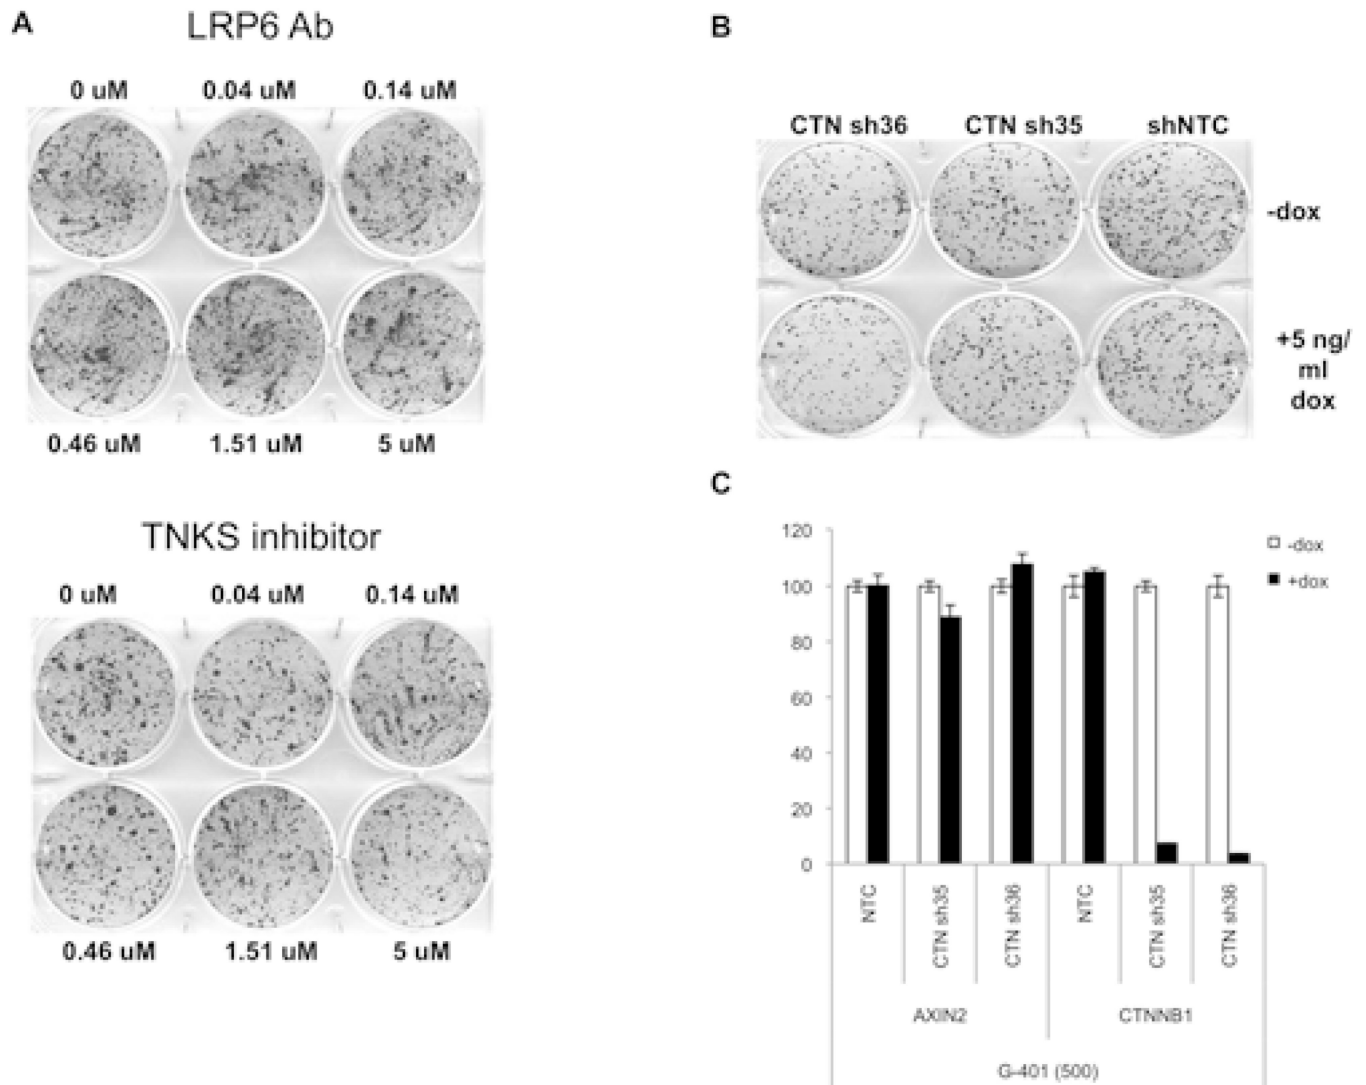 A
LRP6 Ab
0 uM 0.04 uM 0.14 uM
0.46 uM 1.51 uM 5 uM
TNKS inhibitor
0 uM 0.04 uM 0.14 uM
0.46 uM 1.51 uM 5 uM
B
CTN sh36 CTN sh35 shNTC
-dox
+5 ng/
ml
dox
C
120
100
80
60
40
20
0
-dox
+dox
NTC
CTN sh35
CTN sh36
NTC
CTN sh35
CTN sh36
AXIN2 CTNNB1
G-401 (500)